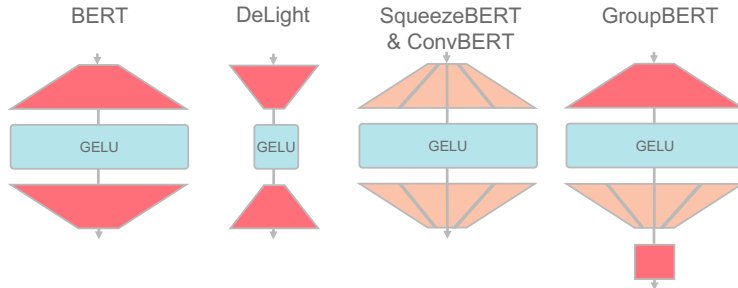 BERT
DeLight
SqueezeBERT
& ConvBERT
GroupBERT
GELU
GELU
GELU
GELU